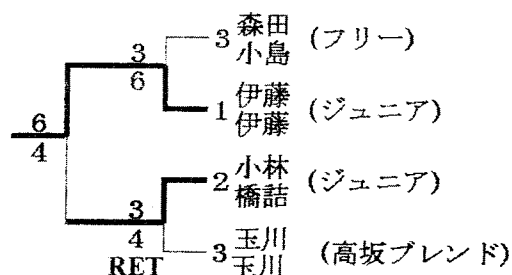 3 森田 (フリー)
小島
3
6
1 伊藤 (ジュニア)
伊藤
6
4
2 小林 (ジュニア)
橋詰
3
4
RET
3 玉川 (高坂ブレンド)
玉川